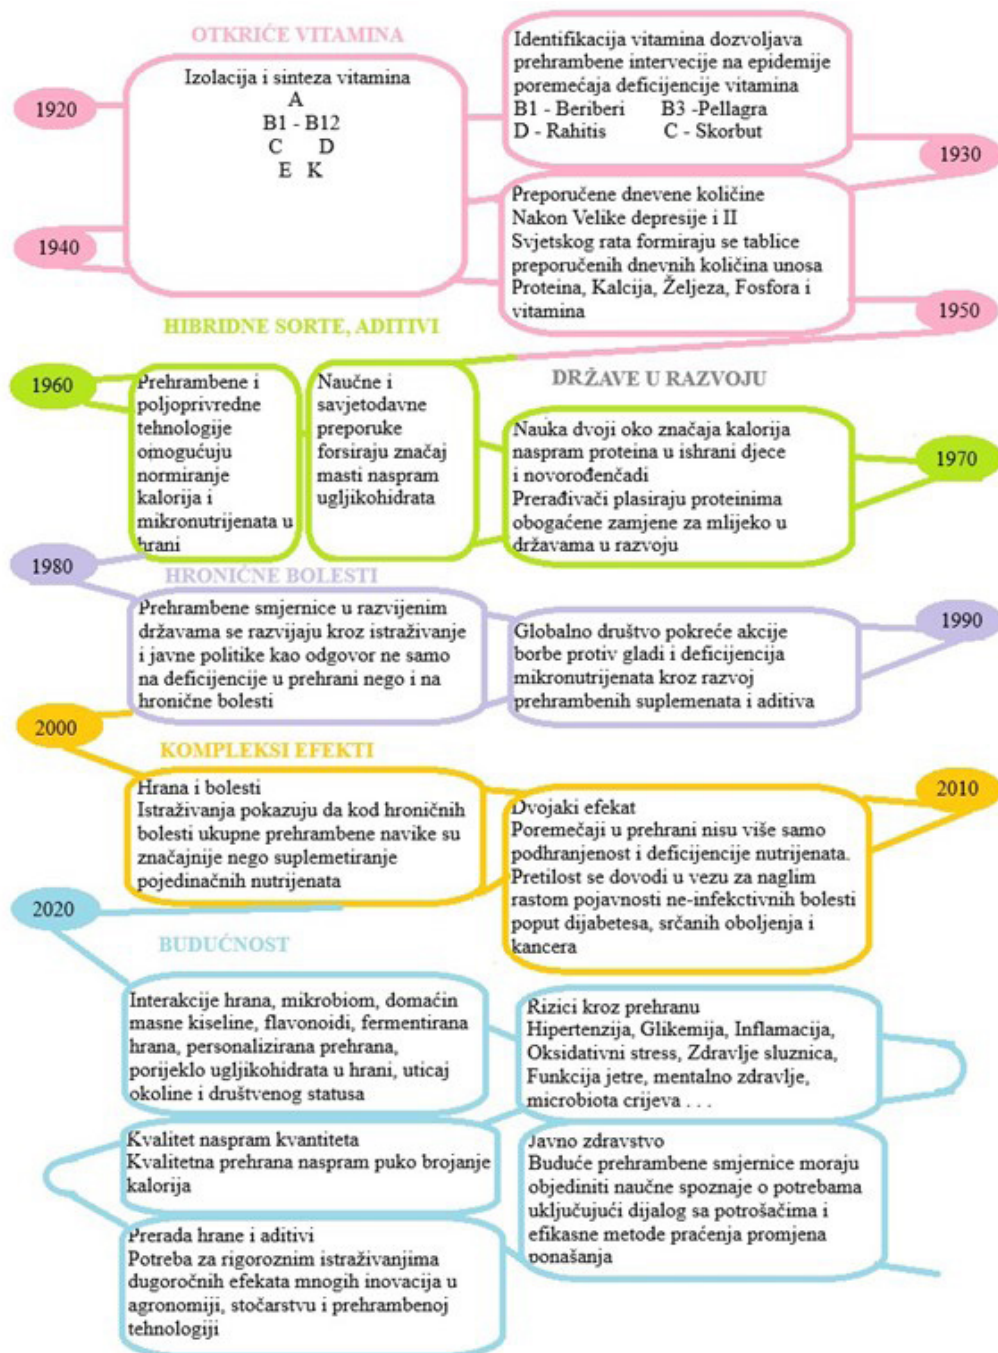 OTKRIĆE VITAMINA
1920
Izolacija i sinteza vitamina
A
B1 - B12
C D
E K
Identifikacija vitamina dozvoljava
prehrambene intervecije na epidemije
poremećaja deficijencije vitamina
B1 - Beriberi B3 -Pellagra
D - Rahitis C - Skorbut
1930
1940
Preporučene dnevene količine
Nakon Velike depresije i II
Svjetskog rata formiraju se tablice
preporučenih dnevnih količina unosa
Proteina, Kalcija, Željeza, Fosfora i
vitamina
1950
HIBRIDNE SORTE, ADITIVI
1960
Prehrambene i
poljoprivredne
tehnologije
omogućuju
normiranje
kalorija i
mikronutrijenata u
hrani
Naučne i
savjetodavne
preporuke
forsiraju značaj
masti naspram
ugljikohidrata
DRŽAVE U RAZVOJU
Nauka dvoji oko značaja kalorija
naspram proteina u ishrani djece
i novorođenčadi
Prerađivači plasiraju proteinima
obogaćene zamjene za mlijeko u
državama u razvoju
1970
1980
HRONIČNE BOLESTI
Prehrambene smjernice u razvijenim
državama se razvijaju kroz istraživanje
i javne politike kao odgovor ne samo
na deficijencije u prehrani nego i na
hronične bolesti
Globalno društvo pokreće akcije
borbe protiv gladi i deficijencija
mikronutrijenata kroz razvoj
prehrambenih suplemenata i aditiva
1990
2000
KOMPLEKSI EFEKTI
Hrana i bolesti
Istraživanja pokazuju da kod hroničnih
bolesti ukupne prehrambene navike su
značajnije nego suplemetiranje
pojedinačnih nutrijenata
Dvojaki efekat
Poremečaji u prehrani nisu više samo
podhranjenost i deficijencije nutrijenata.
Pretilost se dovodi u vezu za naglim
rastom pojavnosti ne-infekctivnih bolesti
poput dijabetesa, srčanih oboljenja i
kancera
2010
2020
BUDUĆNOST
Interakcije hrana, mikrobiom, domaćin
masne kiseline, flavonoidi, fermentirana
hrana, personalizirana prehrana,
porijeklo ugljikohidrata u hrani, uticaj
okoline i društvenog statusa
Rizici kroz prehranu
Hipertenzija, Glikemija, Inflamacija,
Oksidativni stress, Zdravlje sluznica,
Funkcija jetre, mentalno zdravlje,
microbiota crijeva . . .
Kvalitet naspram kvantiteta
Kvalitetna prehrana naspram puko brojanje
kalorija
Javno zdravstvo
Buduće prehrambene smjernice moraju
objediniti naučne spoznaje o potrebama
uključujući dijalog sa potrošačima i
efikasne metode praćenja promjena
ponašanja
Prerada hrane i aditivi
Potreba za rigoroznim istraživanjima
dugoročnih efekata mnogih inovacija u
agronomiji, stočarstvu i prehrambenoj
tehnologiji